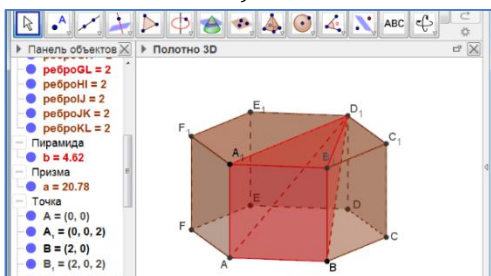 ABC
Панель объектов
Полотно 3D
реброGL = 2
реброHI = 2
реброIJ = 2
реброJK = 2
реброKL = 2
Пирамида
b = 4.62
Призма
a = 20.78
Точка
A = (0, 0)
A₁ = (0, 0, 2)
B = (2, 0)
B₁ = (2, 0, 2)
E₁
D₁
F₁
C₁
A₁
B
E
D
F
C
A
B